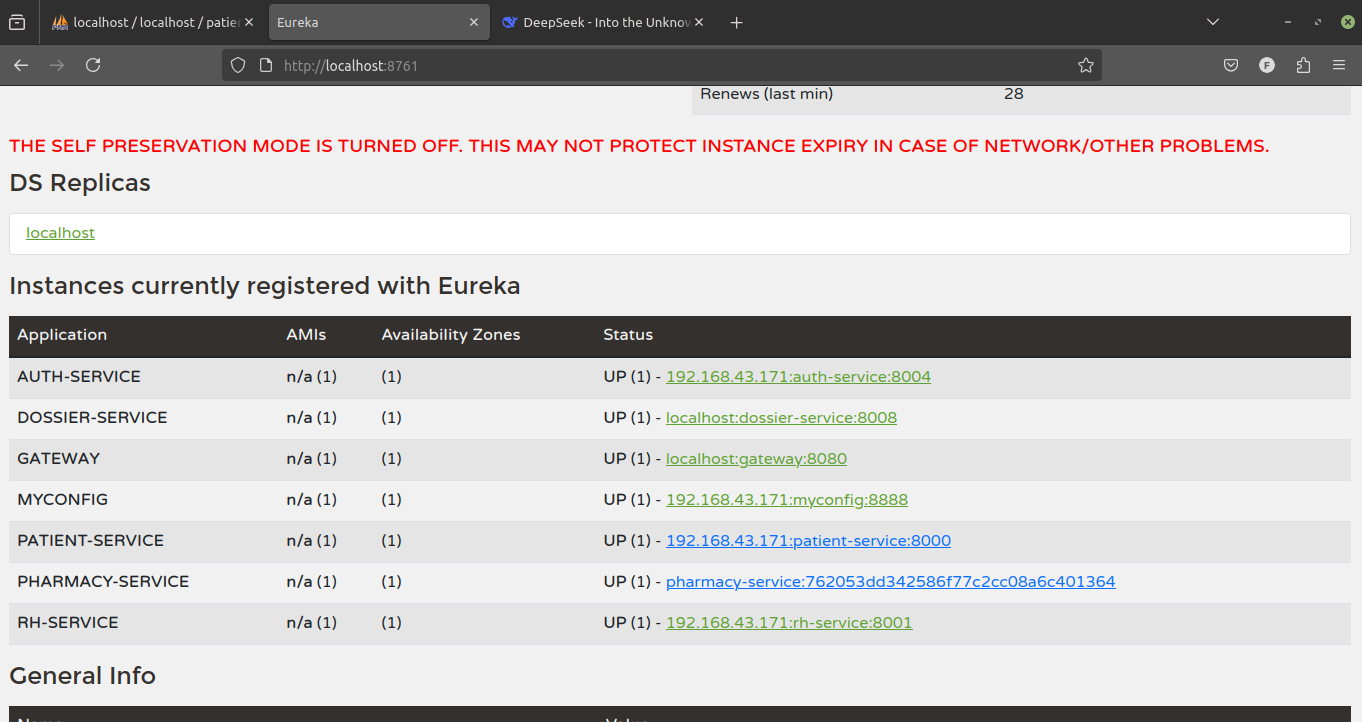 localhost / localhost / patie
Eureka
DeepSeek - Into the Unkno
http://localhost:8761
F
Renews (last min) 28
THE SELF PRESERVATION MODE IS TURNED OFF. THIS MAY NOT PROTECT INSTANCE EXPIRY IN CASE OF NETWORK/OTHER PROBLEMS.
DS Replicas
localhost
Instances currently registered with Eureka
Application AMIs Availability Zones Status
AUTH-SERVICE n/a (1) (1) UP (1) - 192.168.43.171:auth-service:8004
DOSSIER-SERVICE n/a (1) (1) UP (1) - localhost:dossier-service:8008
GATEWAY n/a (1) (1) UP (1) - localhost:gateway:8080
MYCONFIG n/a (1) (1) UP (1) - 192.168.43.171:myconfig:8888
PATIENT-SERVICE n/a (1) (1) UP (1) - 192.168.43.171:patient-service:8000
PHARMACY-SERVICE n/a (1) (1) UP (1) - pharmacy-service:762053dd342586f77c2cc08a6c401364
RH-SERVICE n/a (1) (1) UP (1) - 192.168.43.171:rh-service:8001
General Info